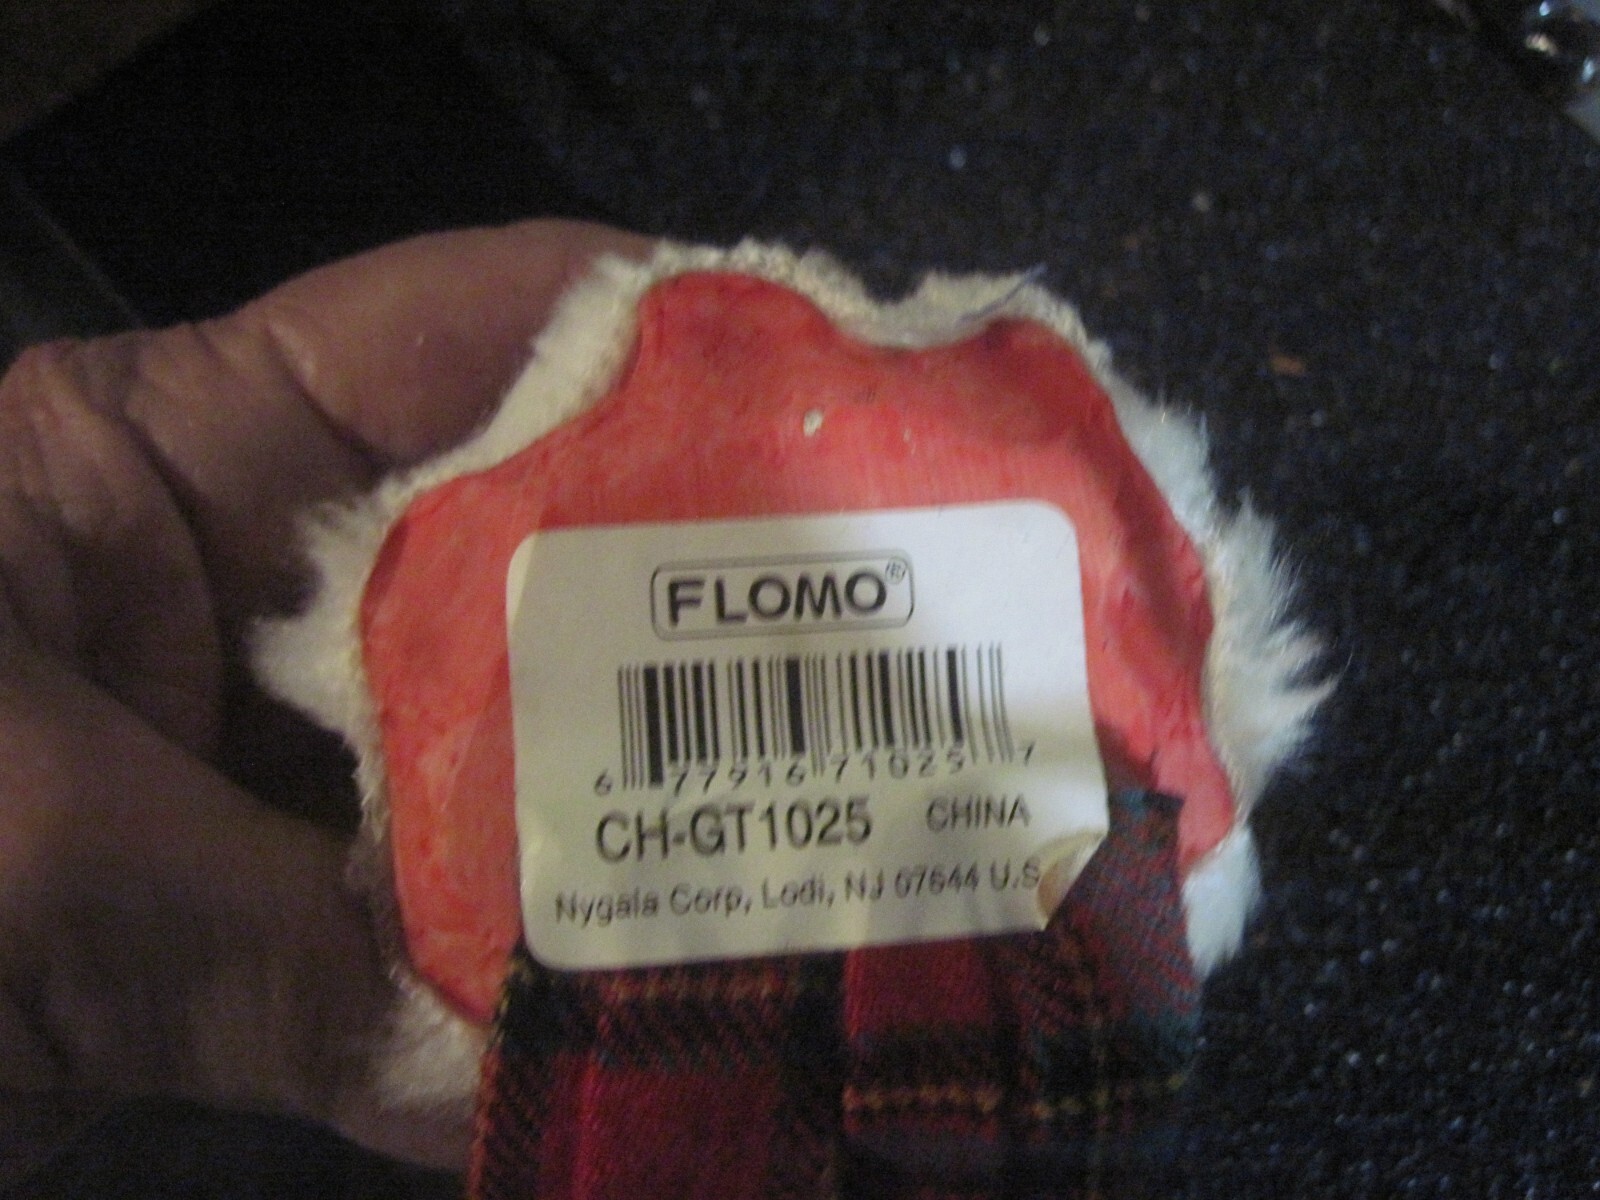 FLOMO®
6 77916 71025 7
CH-GT1025 CHINA
Nygala Corp, Lodi, NJ 07644 U.S